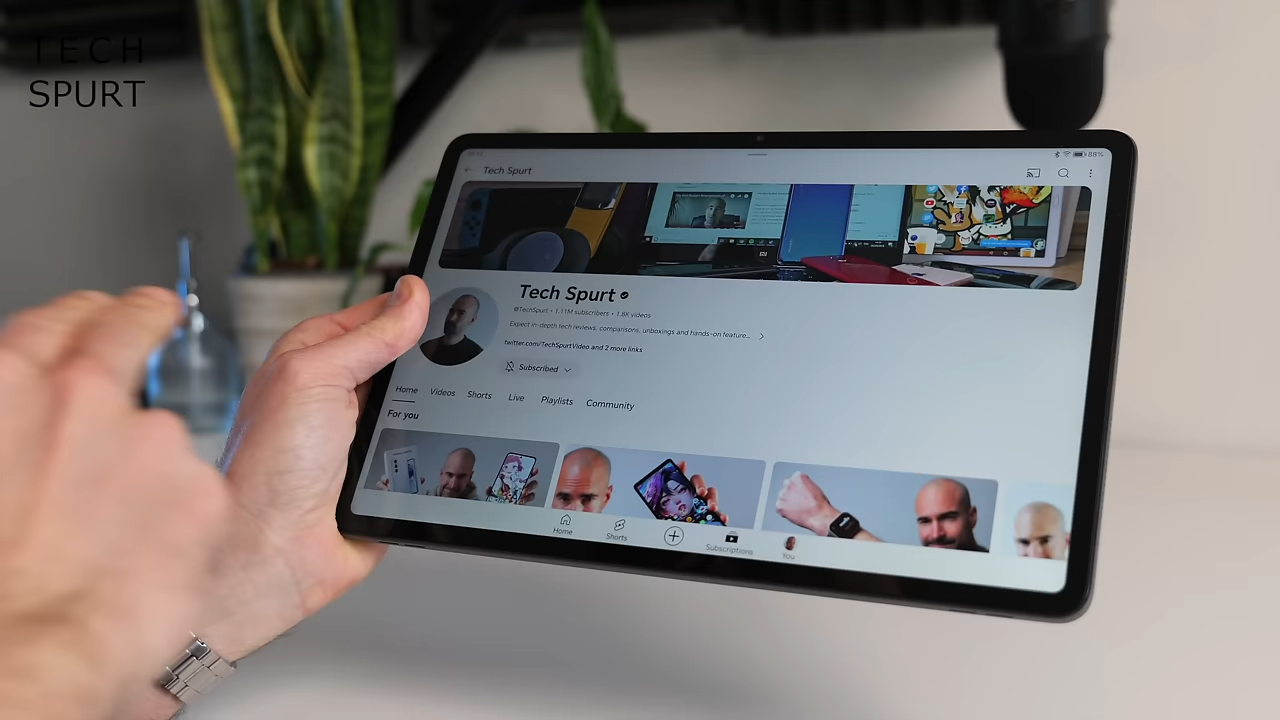 TECH
SPURT
88%
Tech Spurt
Tech Spurt
@TechSpurt • 1.11M subscribers • 1.8K videos
Expect in-depth tech reviews, comparisons, unboxings and hands-on feature...
twitter.com/TechSpurtVideo and 2 more links
Subscribed
Home Videos Shorts Live Playlists Community
For you
Home Shorts Subscriptions You